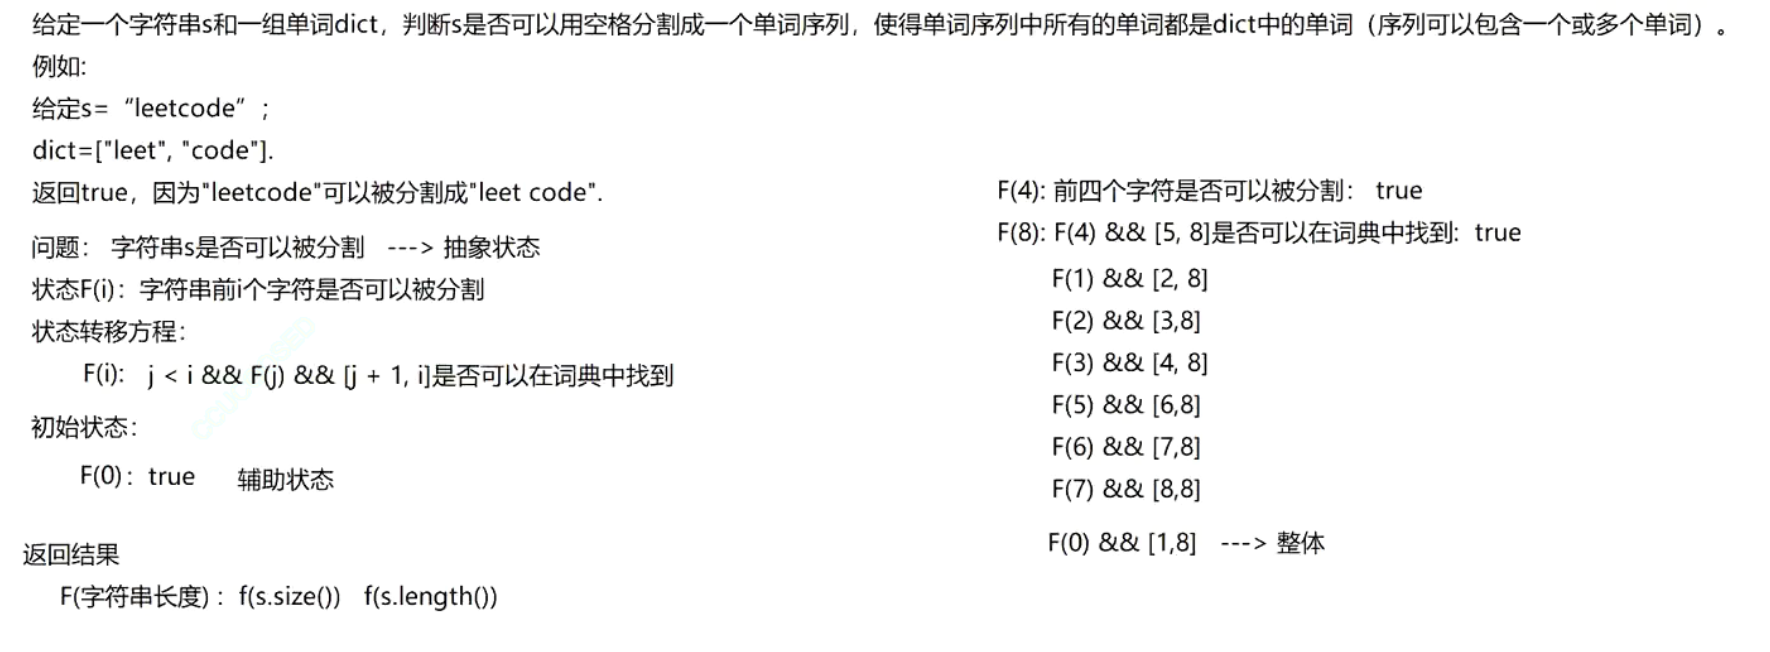 给定一个字符串s和一组单词dict，判断s是否可以用空格分割成一个单词序列，使得单词序列中所有的单词都是dict中的单词（序列可以包含一个或多个单词）。
例如:
给定s=“leetcode”;
dict=["leet", "code"].
返回true，因为"leetcode"可以被分割成"leet code".
问题： 字符串s是否可以被分割 ---> 抽象状态
状态F(i)：字符串前i个字符是否可以被分割
状态转移方程：
F(i): j < i && F(j) && [j + 1, i]是否可以在词典中找到
初始状态：
F(0)：true 辅助状态
返回结果
F(字符串长度)：f(s.size()) f(s.length())
F(4): 前四个字符是否可以被分割： true
F(8): F(4) && [5, 8]是否可以在词典中找到: true
F(1) && [2, 8]
F(2) && [3,8]
F(3) && [4, 8]
F(5) && [6,8]
F(6) && [7,8]
F(7) && [8,8]
F(0) && [1,8] ---> 整体